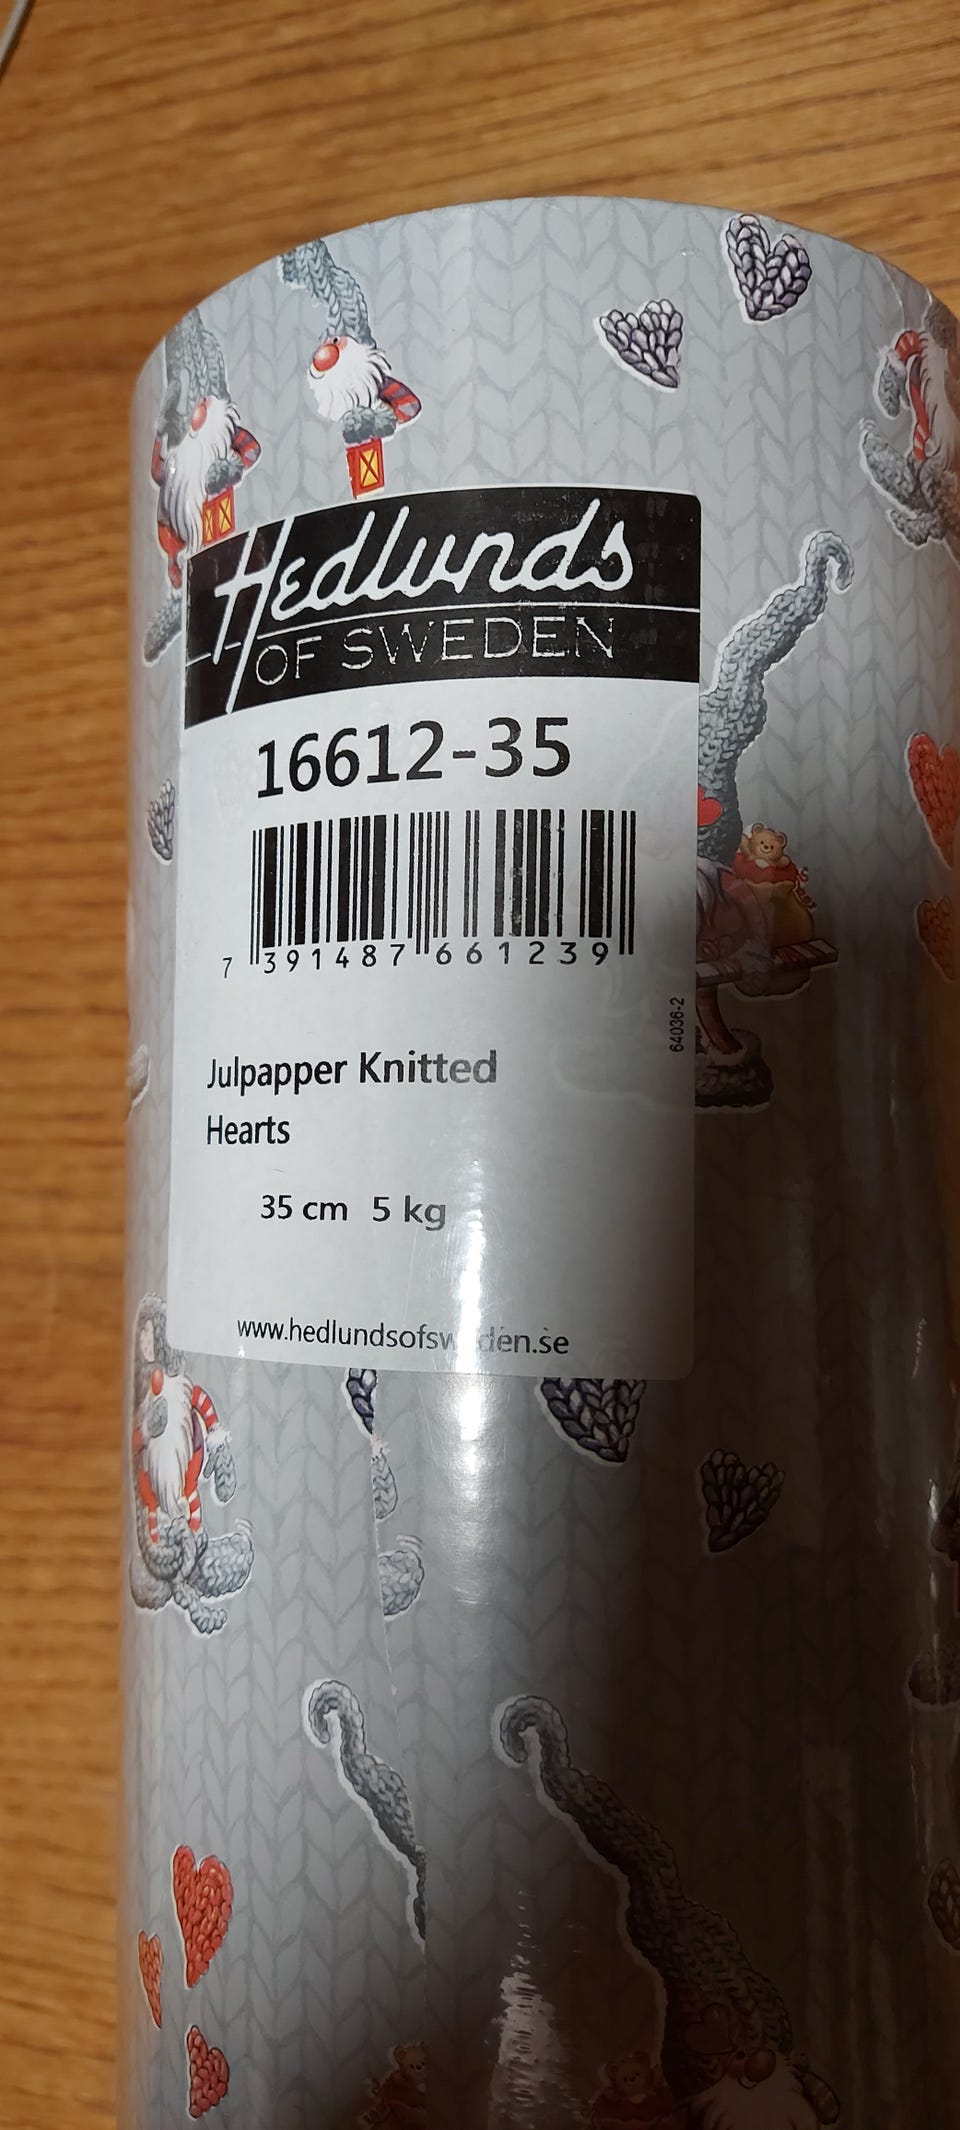 Hedlunds
OF SWEDEN
16612-35
7 391487 661239
64036-2
Julpapper Knitted
Hearts
35 cm 5 kg
www.hedlundsofsweden.se